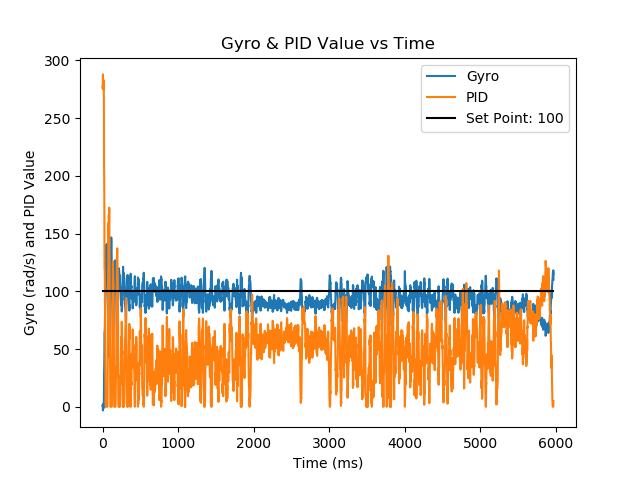 Gyro & PID Value vs Time
Gyro
PID
Set Point: 100
Gyro (rad/s) and PID Value
300
250
200
150
100
50
0
0 1000 2000 3000 4000 5000 6000
Time (ms)